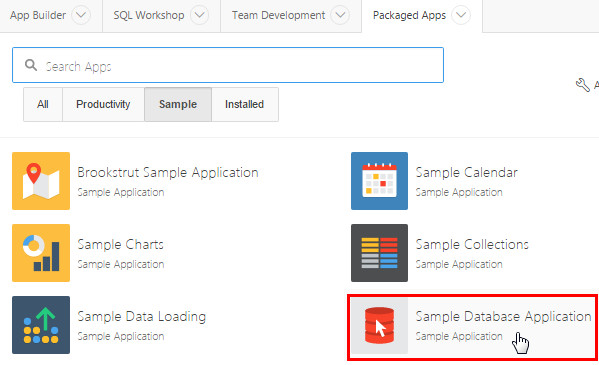 App Builder SQL Workshop Team Development Packaged Apps
Search Apps
A
All Productivity Sample Installed
Brookstrut Sample Application
Sample Application
Sample Calendar
Sample Application
Sample Charts
Sample Application
Sample Collections
Sample Application
Sample Data Loading
Sample Application
Sample Database Application
Sample Application